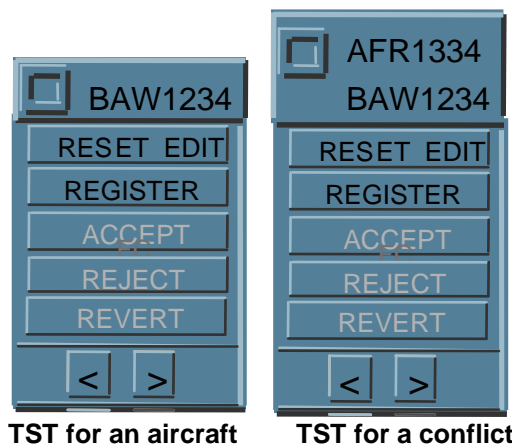 BAW1234
RESET EDIT
REGISTER
ACCEPT
REJECT
REVERT
< >
TST for an aircraft
AFR1334
BAW1234
RESET EDIT
REGISTER
ACCEPT
REJECT
REVERT
< >
TST for a conflict